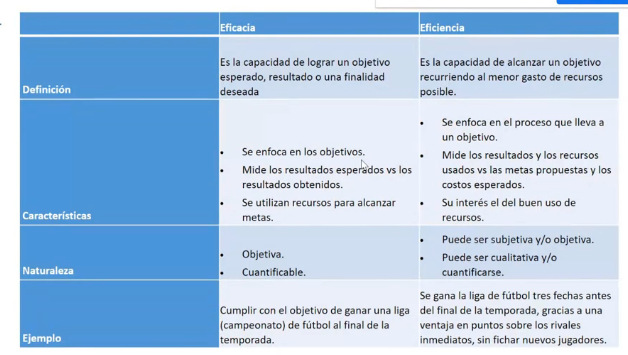 Eficacia
Eficiencia
Definición
Es la capacidad de lograr un objetivo
esperado, resultado o una finalidad
deseada
Es la capacidad de alcanzar un objetivo
recurriendo al menor gasto de recursos
posible.
Características
• Se enfoca en los objetivos.
• Mide los resultados esperados vs los
resultados obtenidos.
• Se utilizan recursos para alcanzar
metas.
• Se enfoca en el proceso que lleva a
un objetivo.
• Mide los resultados y los recursos
usados vs las metas propuestas y los
costos esperados.
• Su interés el del buen uso de
recursos.
Naturaleza
• Objetiva.
• Cuantificable.
• Puede ser subjetiva y/o objetiva.
• Puede ser cualitativa y/o
cuantificarse.
Ejemplo
Cumplir con el objetivo de ganar una liga
(campeonato) de fútbol al final de la
temporada.
Se gana la liga de fútbol tres fechas antes
del final de la temporada, gracias a una
ventaja en puntos sobre los rivales
inmediatos, sin fichar nuevos jugadores.